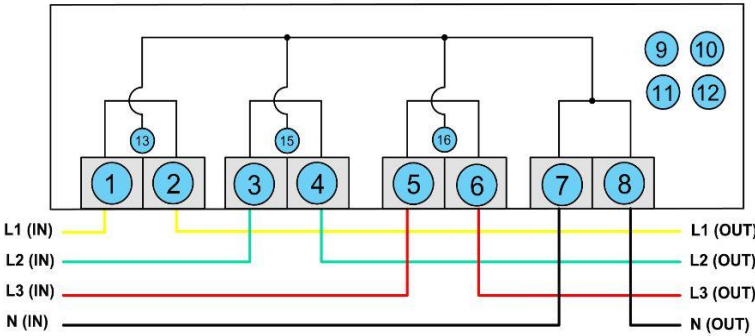 9 10
11 12
13 15 16
1 2 3 4 5 6 7 8
L1 (IN) L1 (OUT)
L2 (IN) L2 (OUT)
L3 (IN) L3 (OUT)
N (IN) N (OUT)